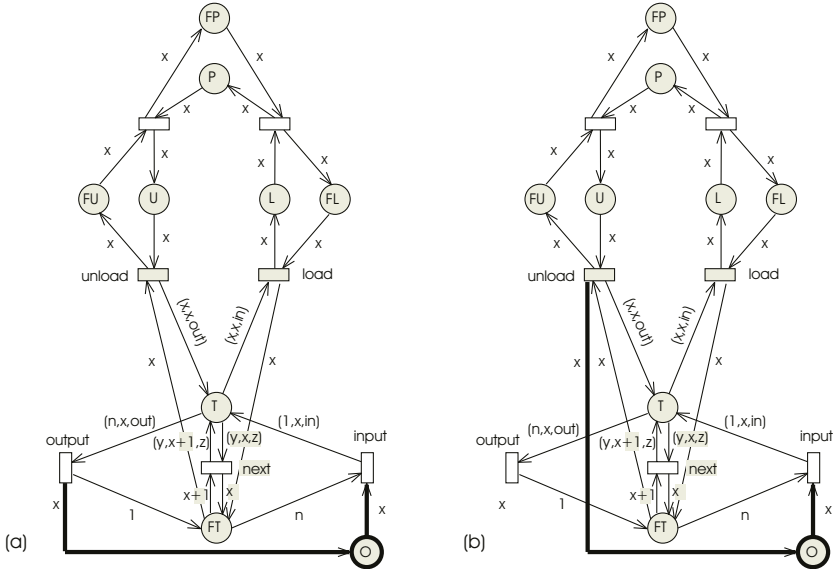 FP
x x
P
x x
x x x x
FU U L FL
x x x x
unload load
(x,x,out) (x,x,in)
x x
T
(n,x,out) (1,x,in)
output (y,x+1,z) (y,x,z) input
next
x 1 x+1 x n x
FT
(a) O
FP
x x
P
x x
x x x x
FU U L FL
x x x x
unload load
(x,x,out) (x,x,in)
x x x
T
(n,x,out) (1,x,in)
output (y,x+1,z) (y,x,z) input
next
x 1 x+1 x n x
FT
(b) O